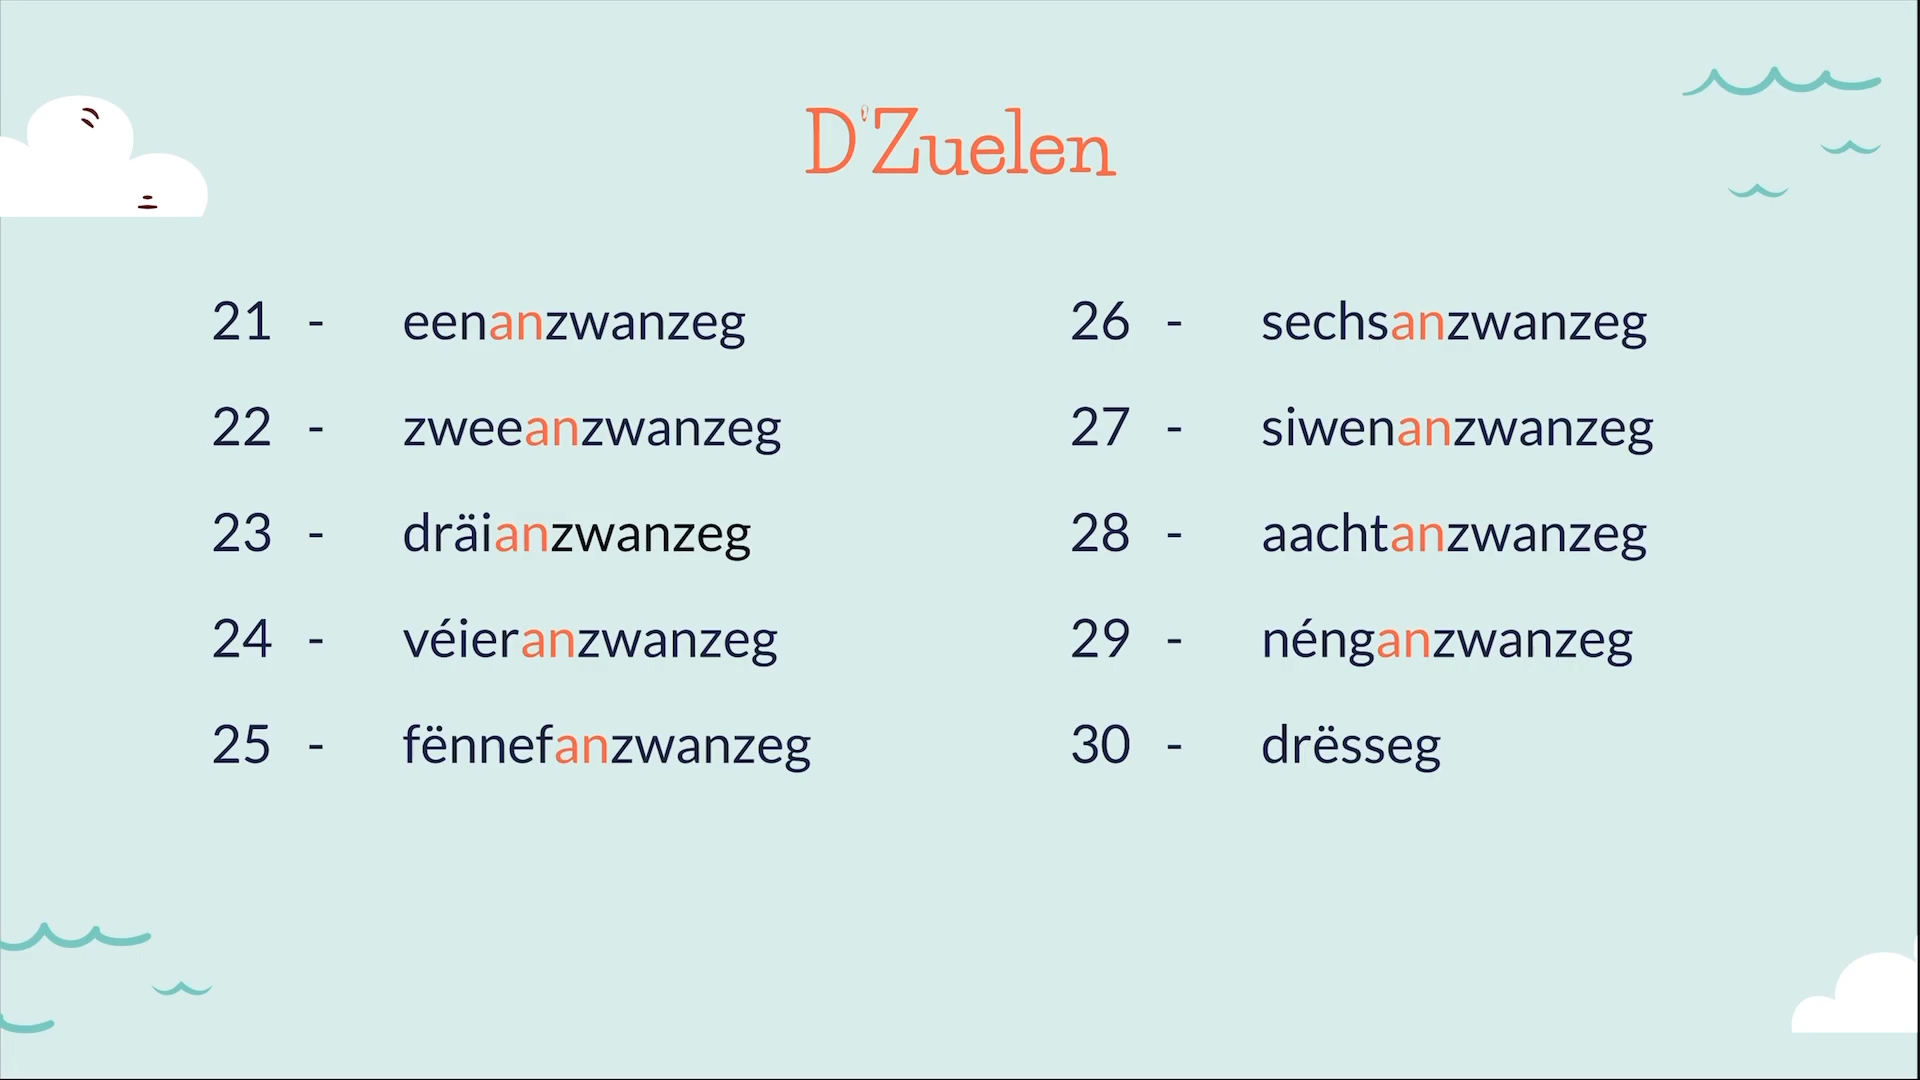 D'Zuelen
21 - eenanzwanzeg
22 - zweeanzwanzeg
23 - dräianzwanzeg
24 - véieranzwanzeg
25 - fënnefanzwanzeg
26 - sechsanzwanzeg
27 - siwenanzwanzeg
28 - aachtanzwanzeg
29 - nénganzwanzeg
30 - drësseg